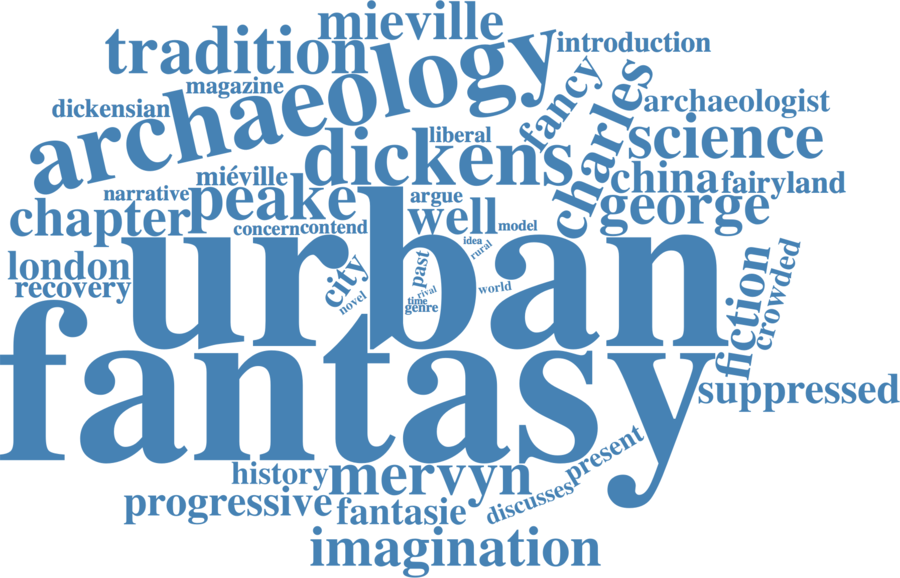 mieville
tradition
introduction
archaeology
magazine
fancy
charles
dickensian
archaeologist
liberal
science
dickens
miéville
china
fairyland
narrative
peake
argue
george
chapter
well
model
concern
contend
idea
rural
urban
london
city
past
recovery
novel
rival
time
genre
world
fiction
crowded
fantasy
suppressed
present
history
mervyn
discusses
progressive
fantasie
imagination